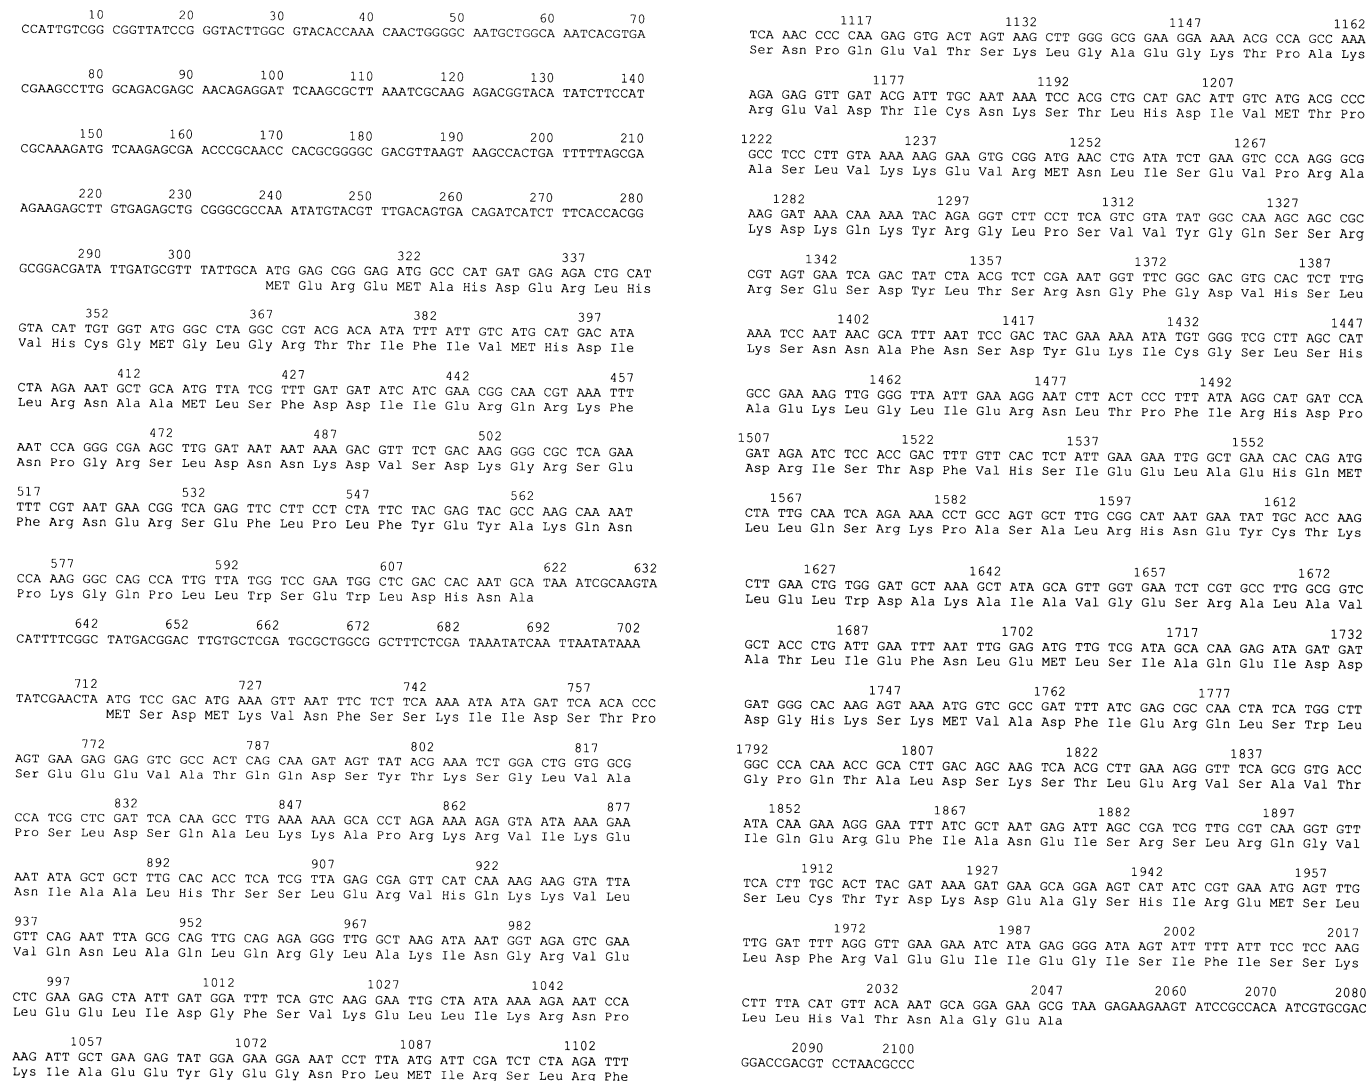 10 20 30 40 50 60 70
CCATTGTCGG CGGTTATCCG GGTACTTGGC GTACACCAAA CAACTGGGGC AATGCTGGCA AATCACGTGA
80 90 100 110 120 130 140
CGAAGCCTTG GCAGACGAGC AACAGAGGAT TCAAGCGCTT AAATCGCAAG AGACGGTACA TATCTTCCAT
150 160 170 180 190 200 210
CGCAAAGATG TCAAGAGCGA ACCCGCAACC CACGCGGGGC GACGTTAAGT AAGCCACTGA TTTTTAGCGA
220 230 240 250 260 270 280
AGAAGAGCTT GTGAGAGCTG CGGGCGCCAA ATATGTACGT TTGACAGTGA CAGATCATCT TTCACCACGG
290 300 322 337
GCGGACGATA TTGATGCGTT TATTGCA ATG GAG CGG GAG ATG GCC CAT GAT GAG AGA CTG CAT
MET Glu Arg Glu MET Ala His Asp Glu Arg Leu His
352 367 382 397
GTA CAT TGT GGT ATG GGC CTA GGC CGT ACG ACA ATA TTT ATT GTC ATG CAT GAC ATA
Val His Cys Gly MET Gly Leu Gly Arg Thr Thr Ile Phe Ile Val MET His Asp Ile
412 427 442 457
CTA AGA AAT GCT GCA ATG TTA TCG TTT GAT GAT ATC ATC GAA CGG CAA CGT AAA TTT
Leu Arg Asn Ala Ala MET Leu Ser Phe Asp Asp Ile Ile Glu Arg Gln Arg Lys Phe
472 487 502
AAT CCA GGG CGA AGC TTG GAT AAT AAT AAA GAC GTT TCT GAC AAG GGG CGC TCA GAA
Asn Pro Gly Arg Ser Leu Asp Asn Asn Lys Asp Val Ser Asp Lys Gly Arg Ser Glu
517 532 547 562
TTT CGT AAT GAA CGG TCA GAG TTC CTT CCT CTA TTC TAC GAG TAC GCC AAG CAA AAT
Phe Arg Asn Glu Arg Ser Glu Phe Leu Pro Leu Phe Tyr Glu Tyr Ala Lys Gln Asn
577 592 607 622 632
CCA AAG GGC CAG CCA TTG TTA TGG TCC GAA TGG CTC GAC CAC AAT GCA TAA ATCGCAAGTA
Pro Lys Gly Gln Pro Leu Leu Trp Ser Glu Trp Leu Asp His Asn Ala
642 652 662 672 682 692 702
CATTTTCGGC TATGACGGAC TTGTGCTCGA TGCGCTGGCG GCTTTCTCGA TAAATATCAA TTAATATAAA
712 727 742 757
TATCGAACTA ATG TCC GAC ATG AAA GTT AAT TTC TCT TCA AAA ATA ATA GAT TCA ACA CCC
MET Ser Asp MET Lys Val Asn Phe Ser Ser Lys Ile Ile Asp Ser Thr Pro
772 787 802 817
AGT GAA GAG GAG GTC GCC ACT CAG CAA GAT AGT TAT ACG AAA TCT GGA CTG GTG GCG
Ser Glu Glu Glu Val Ala Thr Gln Gln Asp Ser Tyr Thr Lys Ser Gly Leu Val Ala
832 847 862 877
CCA TCG CTC GAT TCA CAA GCC TTG AAA AAA GCA CCT AGA AAA AGA GTA ATA AAA GAA
Pro Ser Leu Asp Ser Gln Ala Leu Lys Lys Ala Pro Arg Lys Arg Val Ile Lys Glu
892 907 922
AAT ATA GCT GCT TTG CAC ACC TCA TCG TTA GAG CGA GTT CAT CAA AAG AAG GTA TTA
Asn Ile Ala Ala Leu His Thr Ser Ser Leu Glu Arg Val His Gln Lys Lys Val Leu
937 952 967 982
GTT CAG AAT TTA GCG CAG TTG CAG AGA GGG TTG GCT AAG ATA AAT GGT AGA GTC GAA
Val Gln Asn Leu Ala Gln Leu Gln Arg Gly Leu Ala Lys Ile Asn Gly Arg Val Glu
997 1012 1027 1042
CTC GAA GAG CTA ATT GAT GGA TTT TCA GTC AAG GAA TTG CTA ATA AAA AGA AAT CCA
Leu Glu Glu Leu Ile Asp Gly Phe Ser Val Lys Glu Leu Leu Ile Lys Arg Asn Pro
1057 1072 1087 1102
AAG ATT GCT GAA GAG TAT GGA GAA GGA AAT CCT TTA ATG ATT CGA TCT CTA AGA TTT
Lys Ile Ala Glu Glu Tyr Gly Glu Gly Asn Pro Leu MET Ile Arg Ser Leu Arg Phe
1117 1132 1147 1162
TCA AAC CCC CAA GAG GTG ACT AGT AAG CTT GGG GCG GAA GGA AAA ACG CCA GCC AAA
Ser Asn Pro Gln Glu Val Thr Ser Lys Leu Gly Ala Glu Gly Lys Thr Pro Ala Lys
1177 1192 1207
AGA GAG GTT GAT ACG ATT TGC AAT AAA TCC ACG CTG CAT GAC ATT GTC ATG ACG CCC
Arg Glu Val Asp Thr Ile Cys Asn Lys Ser Thr Leu His Asp Ile Val MET Thr Pro
1222 1237 1252 1267
GCC TCC CTT GTA AAA AAG GAA GTG CGG ATG AAC CTG ATA TCT GAA GTC CCA AGG GCG
Ala Ser Leu Val Lys Lys Glu Val Arg MET Asn Leu Ile Ser Glu Val Pro Arg Ala
1282 1297 1312 1327
AAG GAT AAA CAA AAA TAC AGA GGT CTT CCT TCA GTC GTA TAT GGC CAA AGC AGC CGC
Lys Asp Lys Gln Lys Tyr Arg Gly Leu Pro Ser Val Val Tyr Gly Gln Ser Ser Arg
1342 1357 1372 1387
CGT AGT GAA TCA GAC TAT CTA ACG TCT CGA AAT GGT TTC GGC GAC GTG CAC TCT TTG
Arg Ser Glu Ser Asp Tyr Leu Thr Ser Arg Asn Gly Phe Gly Asp Val His Ser Leu
1402 1417 1432 1447
AAA TCC AAT AAC GCA TTT AAT TCC GAC TAC GAA AAA ATA TGT GGG TCG CTT AGC CAT
Lys Ser Asn Asn Ala Phe Asn Ser Asp Tyr Glu Lys Ile Cys Gly Ser Leu Ser His
1462 1477 1492
GCC GAA AAG TTG GGG TTA ATT GAA AGG AAT CTT ACT CCC TTT ATA AGG CAT GAT CCA
Ala Glu Lys Leu Gly Leu Ile Glu Arg Asn Leu Thr Pro Phe Ile Arg His Asp Pro
1507 1522 1537 1552
GAT AGA ATC TCC ACC GAC TTT GTT CAC TCT ATT GAA GAA TTG GCT GAA CAC CAG ATG
Asp Arg Ile Ser Thr Asp Phe Val His Ser Ile Glu Glu Leu Ala Glu His Gln MET
1567 1582 1597 1612
CTA TTG CAA TCA AGA AAA CCT GCC AGT GCT TTG CGG CAT AAT GAA TAT TGC ACC AAG
Leu Leu Gln Ser Arg Lys Pro Ala Ser Ala Leu Arg His Asn Glu Tyr Cys Thr Lys
1627 1642 1657 1672
CTT GAA CTG TGG GAT GCT AAA GCT ATA GCA GTT GGT GAA TCT CGT GCC TTG GCG GTC
Leu Glu Leu Trp Asp Ala Lys Ala Ile Ala Val Gly Glu Ser Arg Ala Leu Ala Val
1687 1702 1717 1732
GCT ACC CTG ATT GAA TTT AAT TTG GAG ATG TTG TCG ATA GCA CAA GAG ATA GAT GAT
Ala Thr Leu Ile Glu Phe Asn Leu Glu MET Leu Ser Ile Ala Gln Glu Ile Asp Asp
1747 1762 1777
GAT GGG CAC AAG AGT AAA ATG GTC GCC GAT TTT ATC GAG CGC CAA CTA TCA TGG CTT
Asp Gly His Lys Ser Lys MET Val Ala Asp Phe Ile Glu Arg Gln Leu Ser Trp Leu
1792 1807 1822 1837
GGC CCA CAA ACC GCA CTT GAC AGC AAG TCA ACG CTT GAA AGG GTT TCA GCG GTG ACC
Gly Pro Gln Thr Ala Leu Asp Ser Lys Ser Thr Leu Glu Arg Val Ser Ala Val Thr
1852 1867 1882 1897
ATA CAA GAA AGG GAA TTT ATC GCT AAT GAG ATT AGC CGA TCG TTG CGT CAA GGT GTT
Ile Gln Glu Arg Glu Phe Ile Ala Asn Glu Ile Ser Arg Ser Leu Arg Gln Gly Val
1912 1927 1942 1957
TCA CTT TGC ACT TAC GAT AAA GAT GAA GCA GGA AGT CAT ATC CGT GAA ATG AGT TTG
Ser Leu Cys Thr Tyr Asp Lys Asp Glu Ala Gly Ser His Ile Arg Glu MET Ser Leu
1972 1987 2002 2017
TTG GAT TTT AGG GTT GAA GAA ATC ATA GAG GGG ATA AGT ATT TTT ATT TCC TCC AAG
Leu Asp Phe Arg Val Glu Glu Ile Ile Glu Gly Ile Ser Ile Phe Ile Ser Ser Lys
2032 2047 2060 2070 2080
CTT TTA CAT GTT ACA AAT GCA GGA GAA GCG TAA GAGAAGAAGT ATCCGCCACA ATCGTGCGAC
Leu Leu His Val Thr Asn Ala Gly Glu Ala
2090 2100
GGACCGACGT CCTAACGCCC